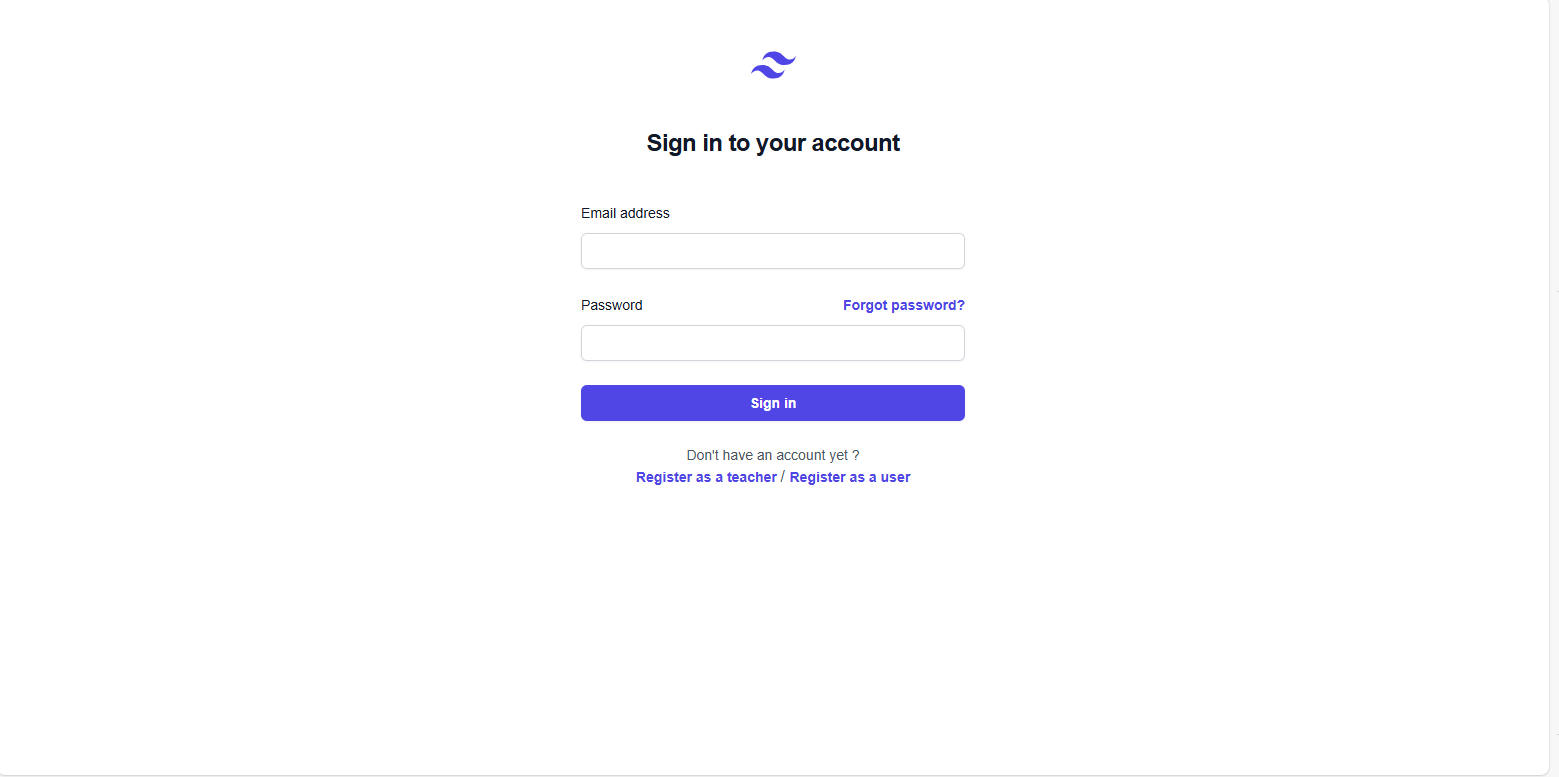 Sign in to your account
Email address
Password Forgot password?
Sign in
Don't have an account yet ?
Register as a teacher / Register as a user